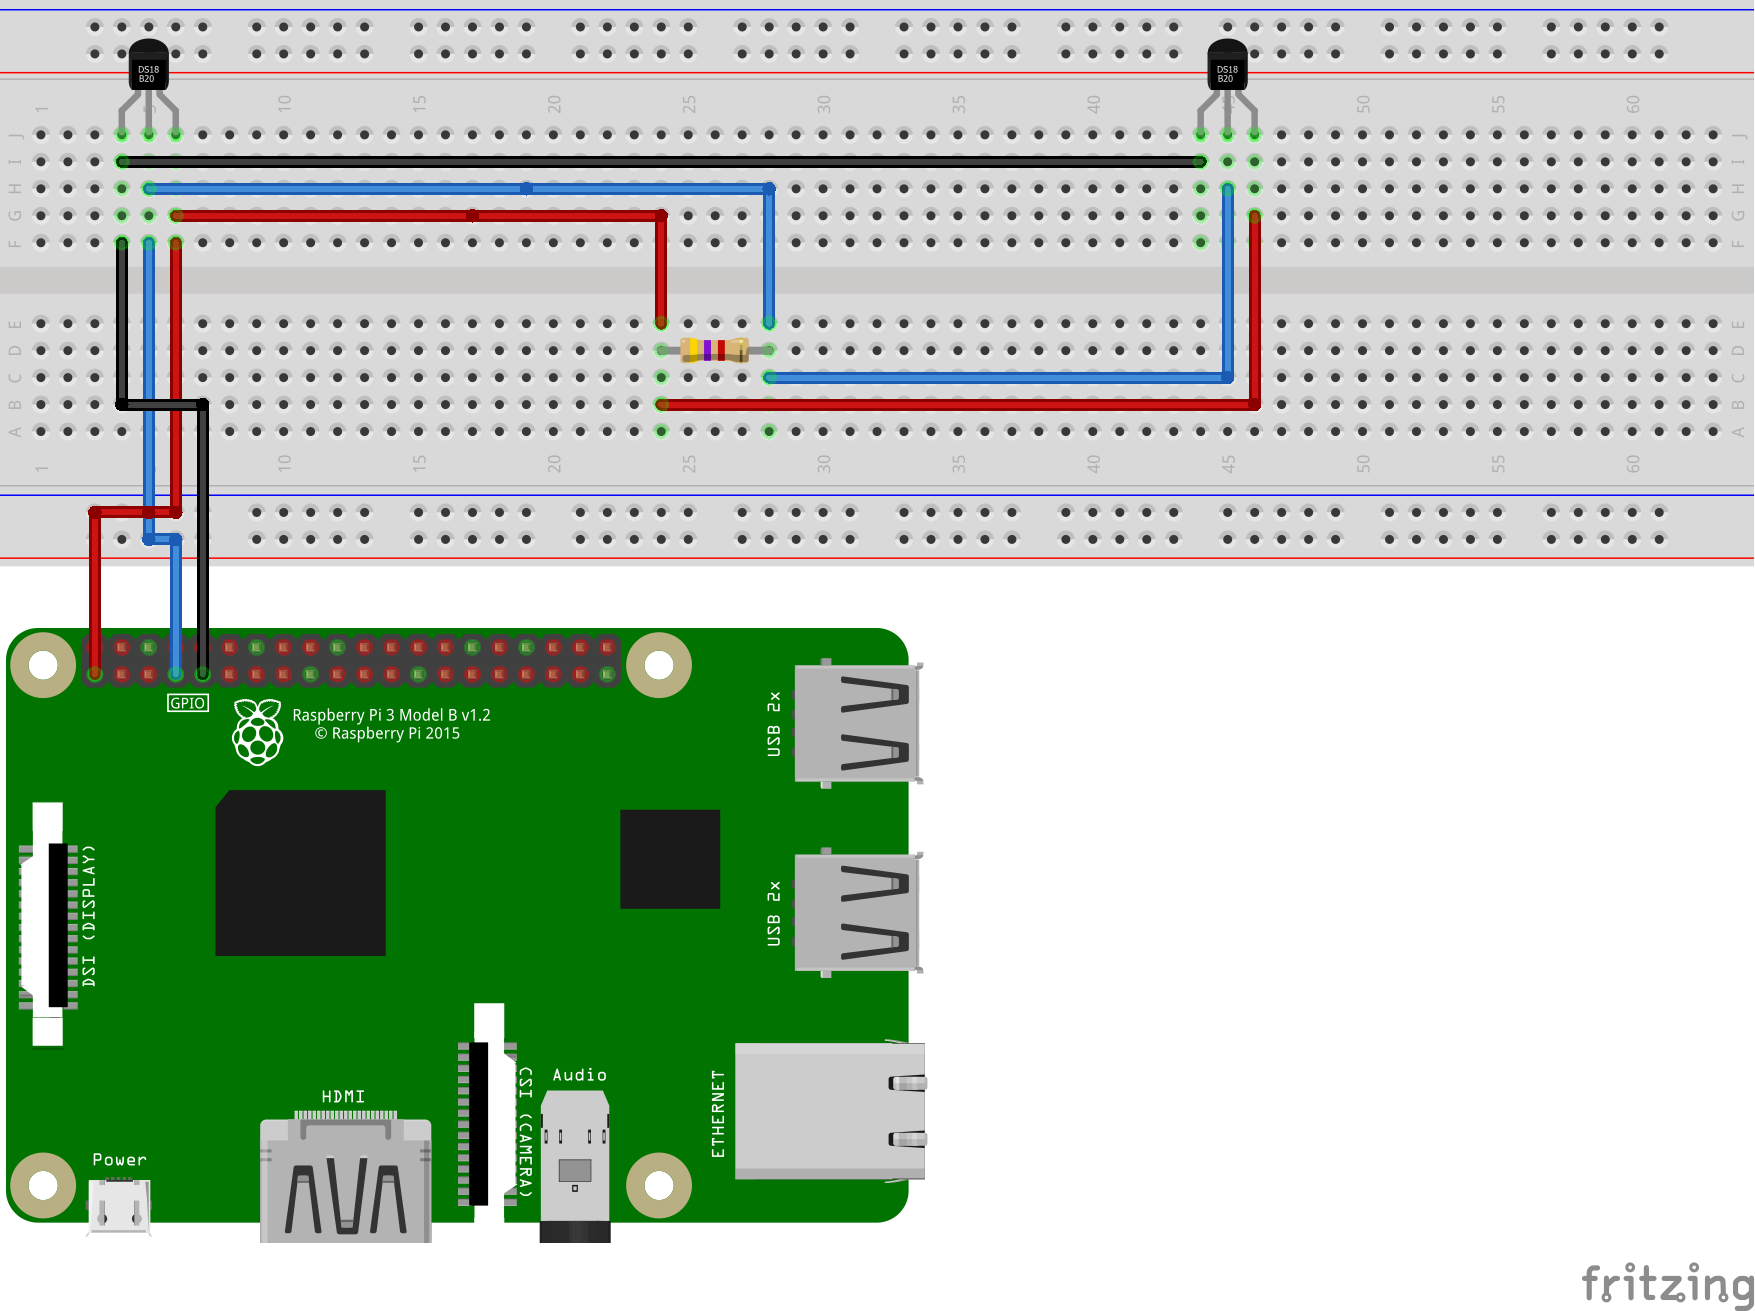 DS18
B20
DS18
B20
1 5 10 15 20 25 30 35 40 45 50 55 60
J J
I I
H H
G G
F F
E E
D D
C C
B B
A A
1 10 15 20 25 30 35 40 45 50 55 60
GPIO
Raspberry Pi 3 Model B v1.2
© Raspberry Pi 2015
USB 2x
DSI (DISPLAY)
USB 2x
ETHERNET
CSI (CAMERA)
Audio
HDMI
Power
fritzing